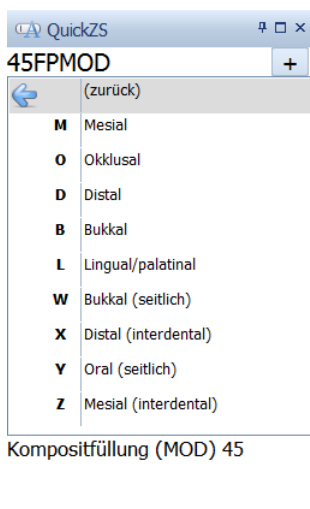 QuickZS
45FPMOD +
(zurück)
M Mesial
O Okklusal
D Distal
B Bukkal
L Lingual/palatinal
W Bukkal (seitlich)
X Distal (interdental)
Y Oral (seitlich)
Z Mesial (interdental)
Kompositfüllung (MOD) 45